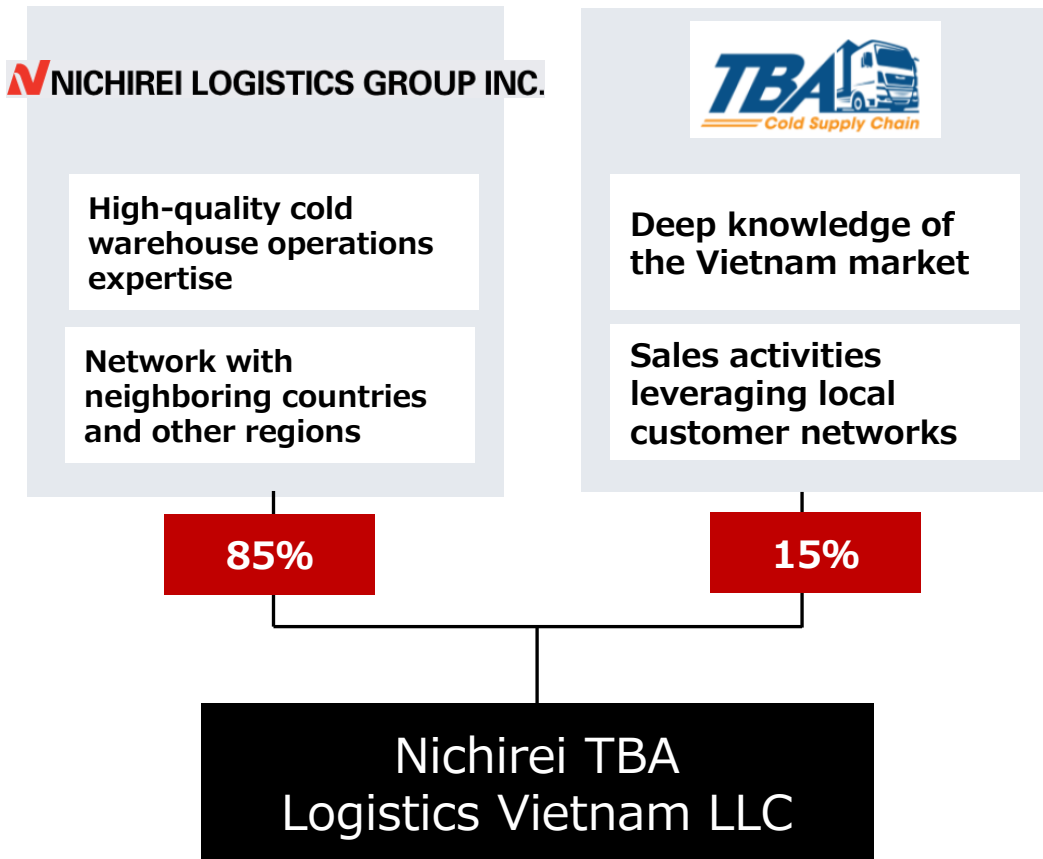 NICHIREI LOGISTICS GROUP INC.
High-quality cold
warehouse operations
expertise
Network with
neighboring countries
and other regions
85%
TBA
Cold Supply Chain
Deep knowledge of
the Vietnam market
Sales activities
leveraging local
customer networks
15%
Nichirei TBA
Logistics Vietnam LLC